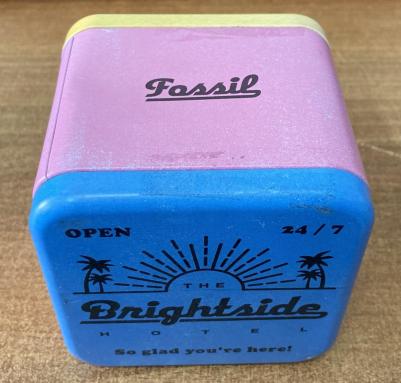 Fossil
OPEN 24/7
THE
Brightside
HOTEL
So glad you're here!